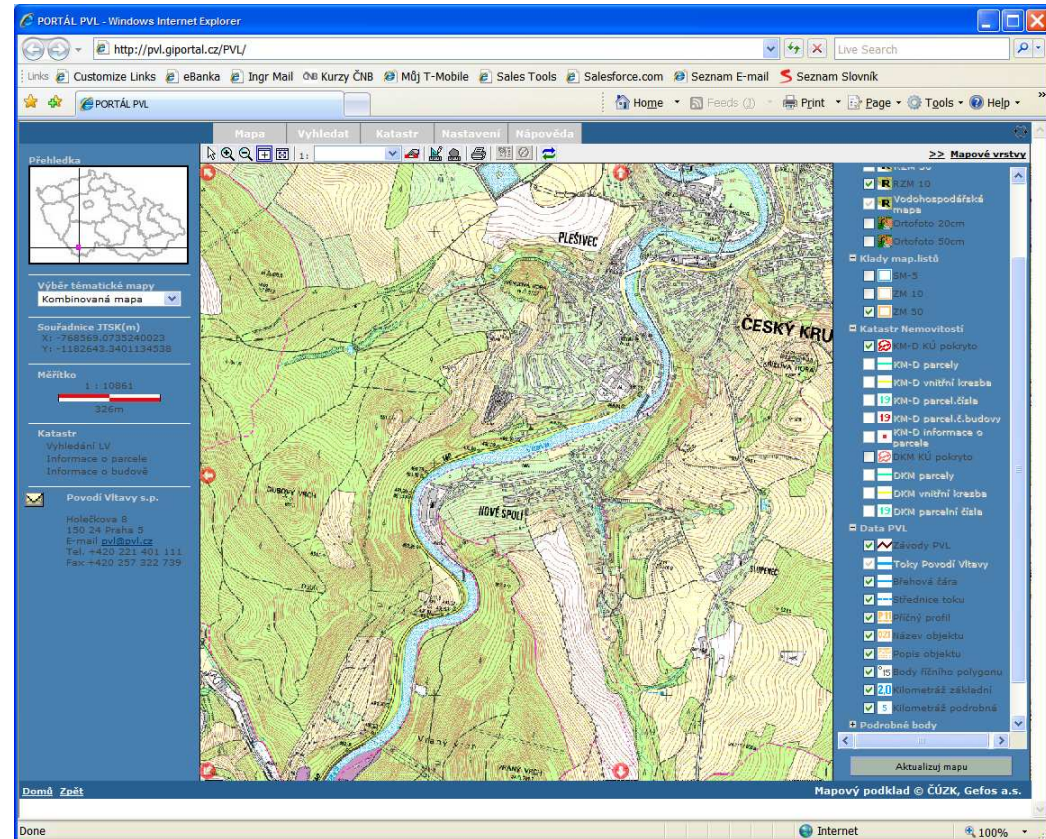 PORTÁL PVL - Windows Internet Explorer
http://pvl.giportal.cz/PVL/
Live Search
Links Customize Links eBanka Ingr Mail Kurzy ČNB Můj T-Mobile Sales Tools Salesforce.com Seznam E-mail Seznam Slovník
PORTÁL PVL
Home Feeds (J) Print Page Tools Help
Mapa Vyhledat Katastr Nastavení Nápověda
1:
>> Mapové vrstvy
Přehledka
Výběr tématické mapy
Kombinovaná mapa
Souřadnice JTSK(m)
X: -768569.0735240023
Y: -1182643.3401134538
Měřítko
1 : 10861
326m
Katastr
Vyhledání LV
Informace o parcele
Informace o budově
Povodí Vltavy s.p.
Holečkova 8
150 24 Praha 5
E-mail pvl@pvl.cz
Tel. +420 221 401 111
Fax +420 257 322 739
PLEŠIVEC
ČESKÝ KRU
DUBOVÝ VRCH
NOVÉ SPOLÍ
SLUPENEC
RZM 10
Vodohospodářská
mapa
Ortofoto 20cm
Ortofoto 50cm
Klady map.listů
SM-5
ZM 10
ZM 50
Katastr Nemovitostí
KM-D KÚ pokryto
KM-D parcely
KM-D vnitřní kresba
KM-D parcel.čísla
KM-D parcel.č.budovy
KM-D informace o
parcele
DKM KÚ pokryto
DKM parcely
DKM vnitřní kresba
DKM parcelní čísla
Data PVL
Závody PVL
Toky Povodí Vltavy
Břehová čára
Střednice toku
Příčný profil
Název objektu
Popis objektu
Body říčního polygonu
Kilometráž základní
Kilometráž podrobná
Podrobné body
Aktualizuj mapu
Domů Zpět
Mapový podklad © ČÚZK, Gefos a.s.
Done
Internet
100%